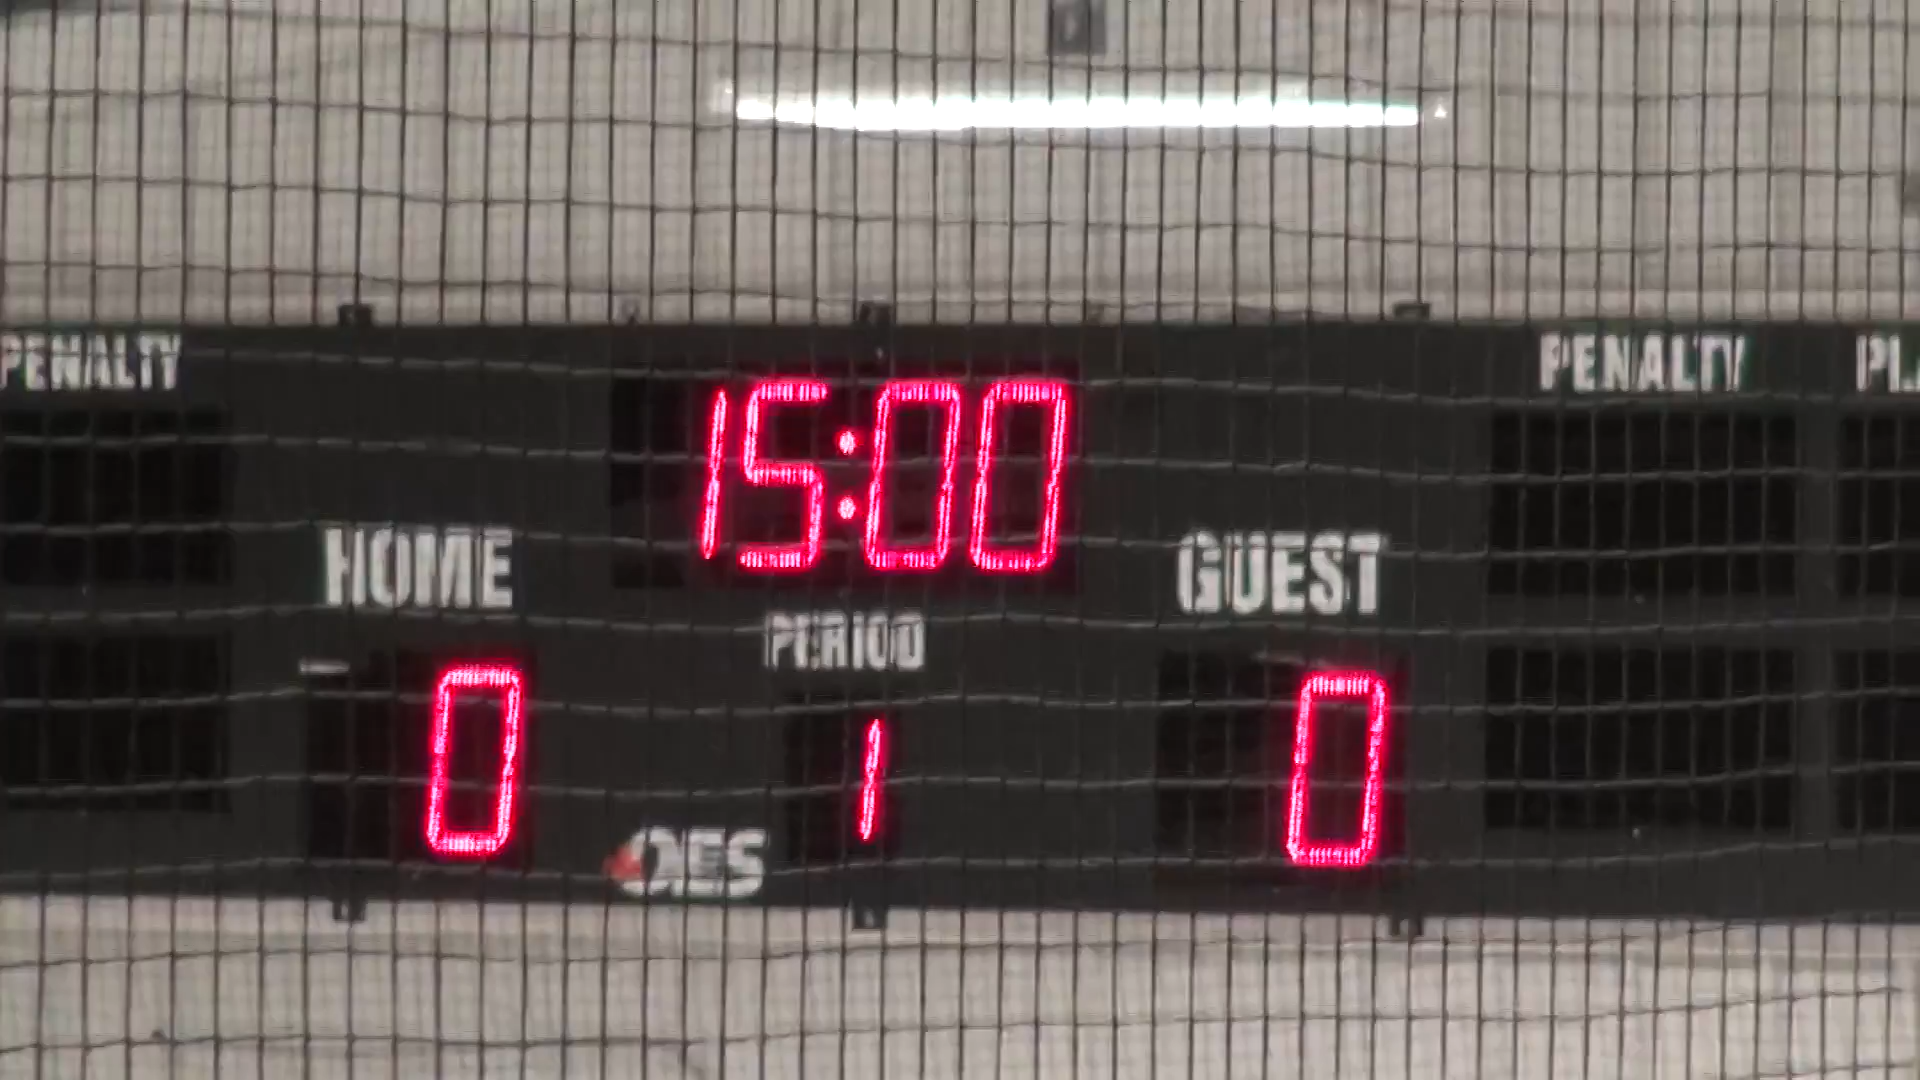 PENALTY
PENALTY
15:00
HOME
GUEST
PERIOD
0
1
0
OES